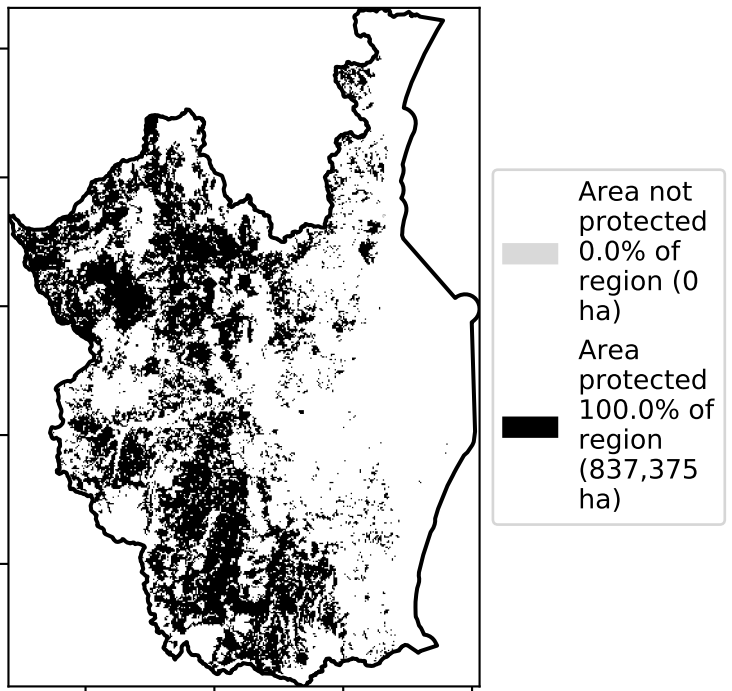 Area not
protected
0.0% of
region (0
ha)
Area
protected
100.0% of
region
(837,375
ha)